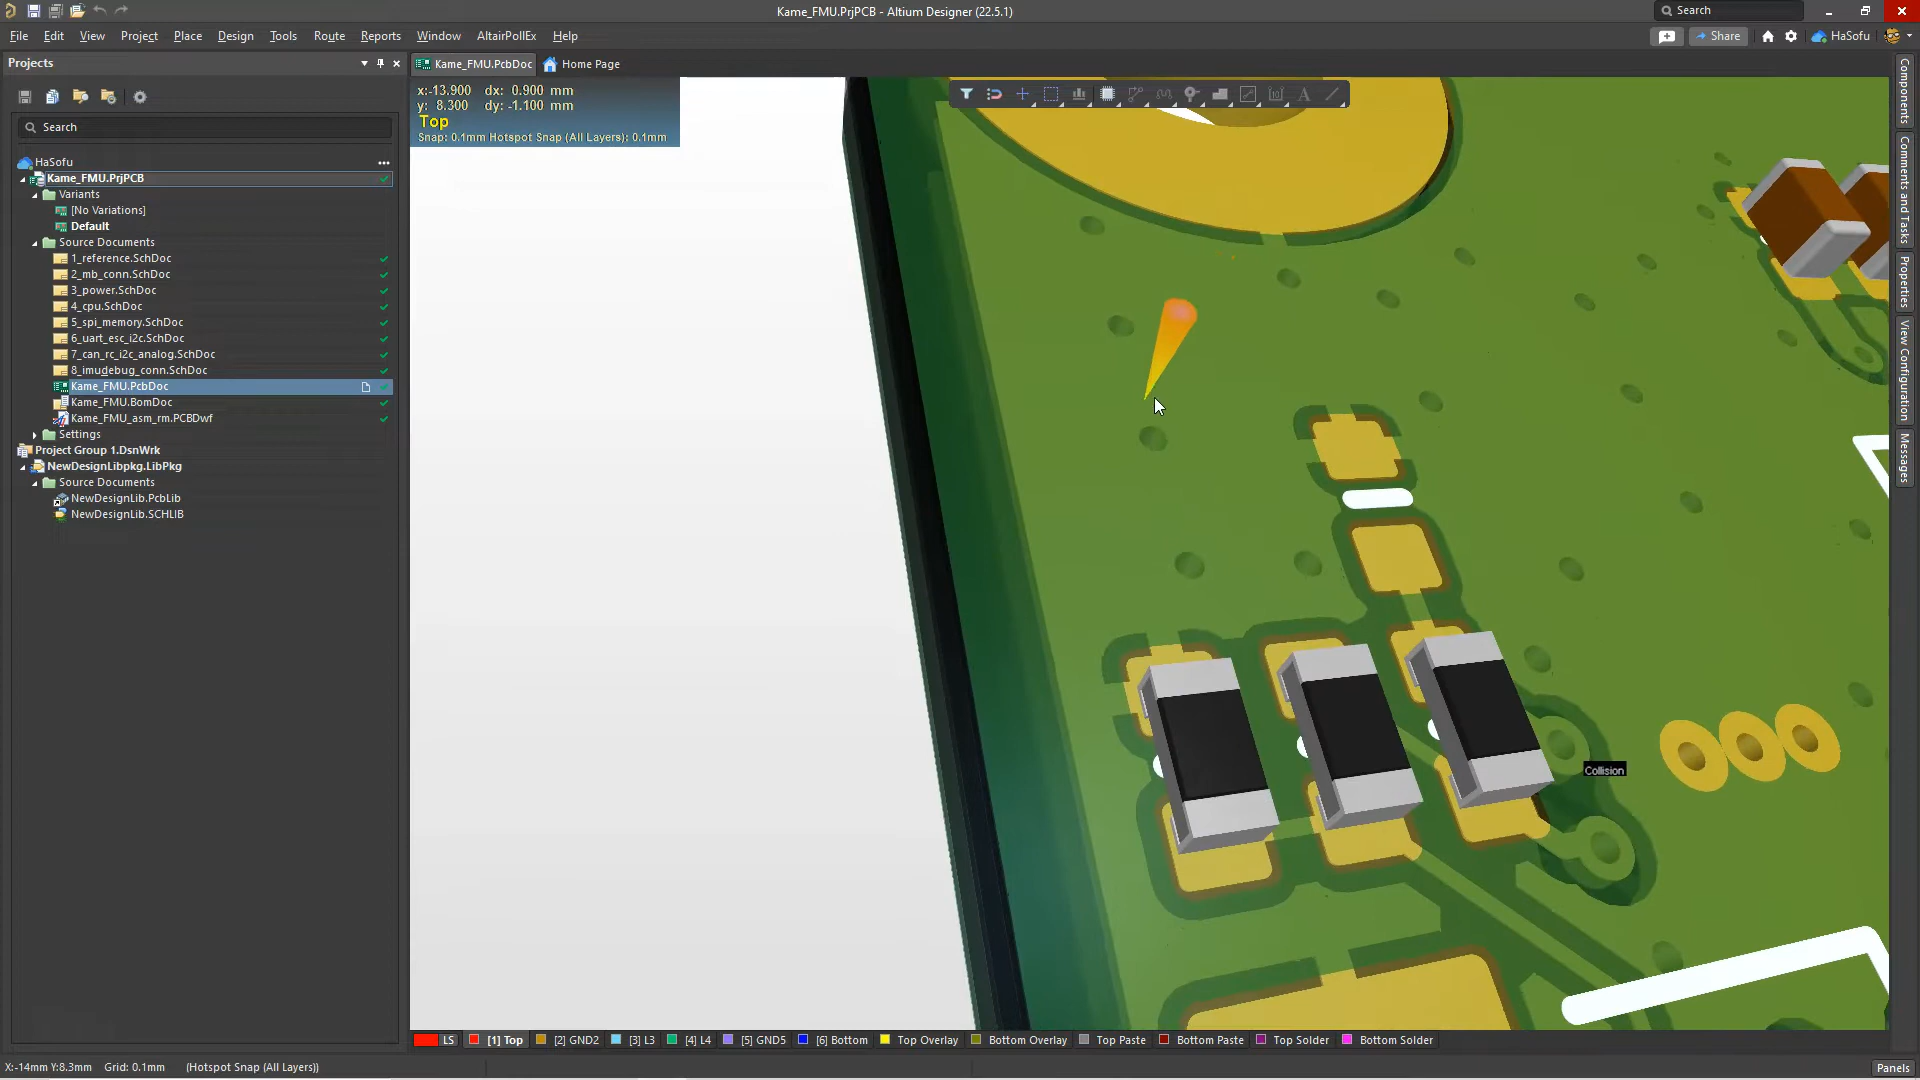 Kame_FMU.PrjPCB - Altium Designer (22.5.1)
Search
File Edit View Project Place Design Tools Route Reports Window AltairPollEx Help
Share
HaSofu
Projects
Kame_FMU.PcbDoc
Home Page
x:-13.900 dx: 0.900 mm
y: 8.300 dy: -1.100 mm
Top
Snap: 0.1mm Hotspot Snap (All Layers): 0.1mm
Search
HaSofu
Kame_FMU.PrjPCB
Variants
[No Variations]
Default
Source Documents
1_reference.SchDoc
2_mb_conn.SchDoc
3_power.SchDoc
4_cpu.SchDoc
5_spi_memory.SchDoc
6_uart_esc_i2c.SchDoc
7_can_rc_i2c_analog.SchDoc
8_imudebug_conn.SchDoc
Kame_FMU.PcbDoc
Kame_FMU.BomDoc
Kame_FMU_asm_rm.PCBDwf
Settings
Project Group 1.DsnWrk
NewDesignLibpkg.LibPkg
Source Documents
NewDesignLib.PcbLib
NewDesignLib.SCHLIB
Components
Comments and Tasks
Properties
View Configuration
Messages
Collision
LS [1] Top [2] GND2 [3] L3 [4] L4 [5] GND5 [6] Bottom Top Overlay Bottom Overlay Top Paste Bottom Paste Top Solder Bottom Solder
X:-14mm Y:8.3mm Grid: 0.1mm (Hotspot Snap (All Layers))
Panels